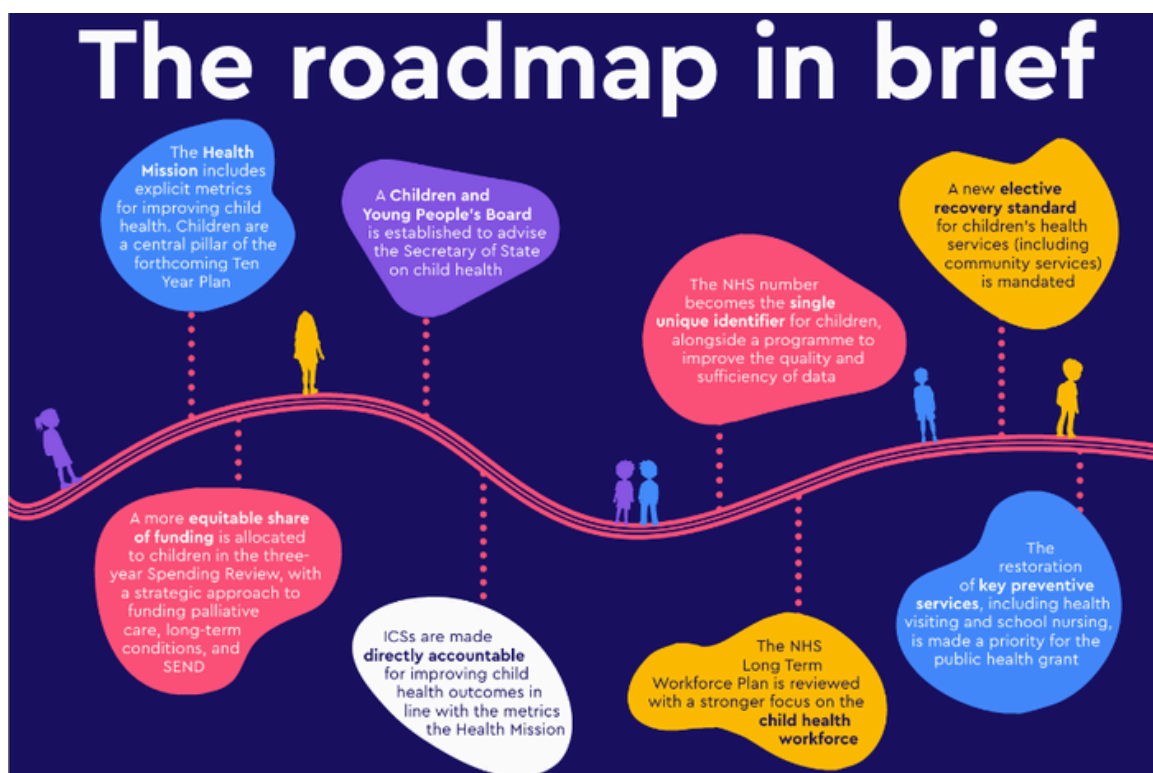 The roadmap in brief
The Health
Mission includes
explicit metrics
for improving child
health. Children are
a central pillar of the
forthcoming Ten
Year Plan
A more equitable share
of funding is allocated
to children in the three-
year Spending Review, with
a strategic approach to
funding palliative
care, long-term
conditions, and
SEND
A Children and
Young People's Board
is established to advise
the Secretary of State
on child health
ICSs are made
directly accountable
for improving child
health outcomes in
line with the metrics
the Health Mission
The NHS number
becomes the single
unique identifier for children,
alongside a programme to
improve the quality and
sufficiency of data
The NHS
Long Term
Workforce Plan is reviewed
with a stronger focus on the
child health
workforce
A new elective
recovery standard
for children's health
services (including
community services)
is mandated
The
restoration
of key preventive
services, including health
visiting and school nursing,
is made a priority for the
public health grant